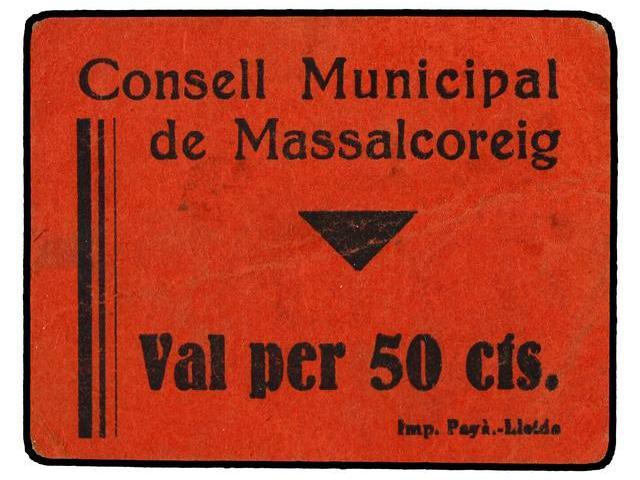 Consell Municipal
de Massalcoreig
Val per 50 cts.
Imp. Payà.-Lleida